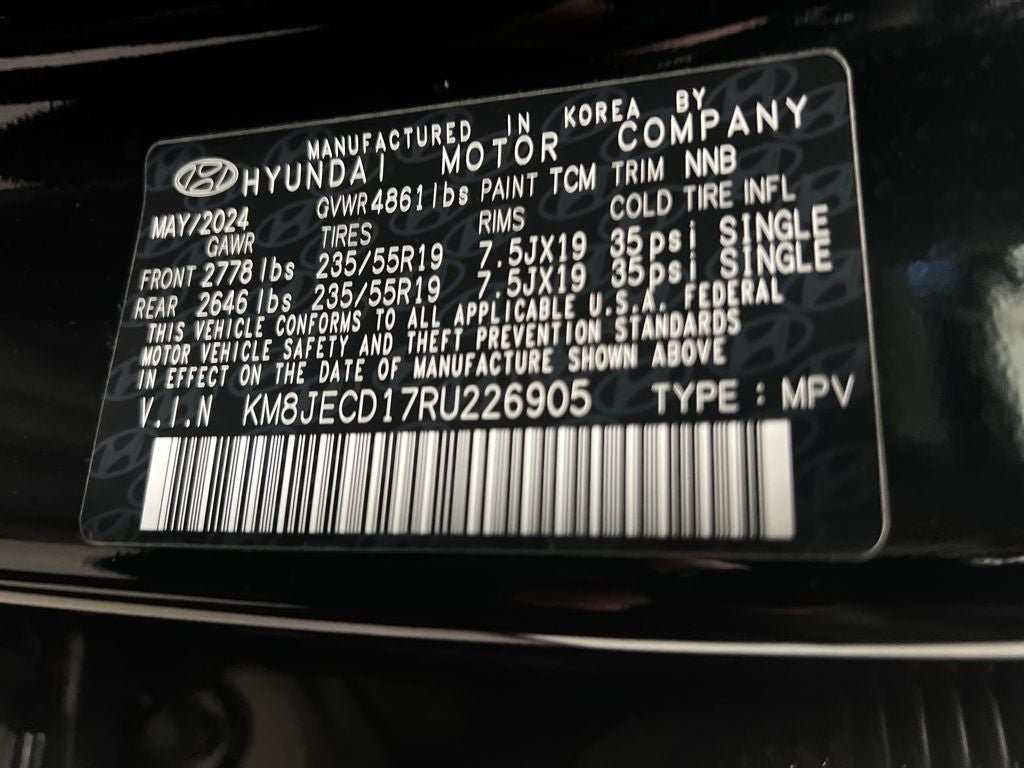 MANUFACTURED IN KOREA BY
HYUNDAI MOTOR COMPANY
MAY/2024 GVWR 4861 lbs PAINT TCM TRIM NNB
GAWR TIRES RIMS COLD TIRE INFL
FRONT 2778 lbs 235/55R19 7.5JX19 35psi SINGLE
REAR 2646 lbs 235/55R19 7.5JX19 35psi SINGLE
THIS VEHICLE CONFORMS TO ALL APPLICABLE U.S.A. FEDERAL
MOTOR VEHICLE SAFETY AND THEFT PREVENTION STANDARDS
IN EFFECT ON THE DATE OF MANUFACTURE SHOWN ABOVE
V.I.N KM8JECD17RU226905 TYPE : MPV